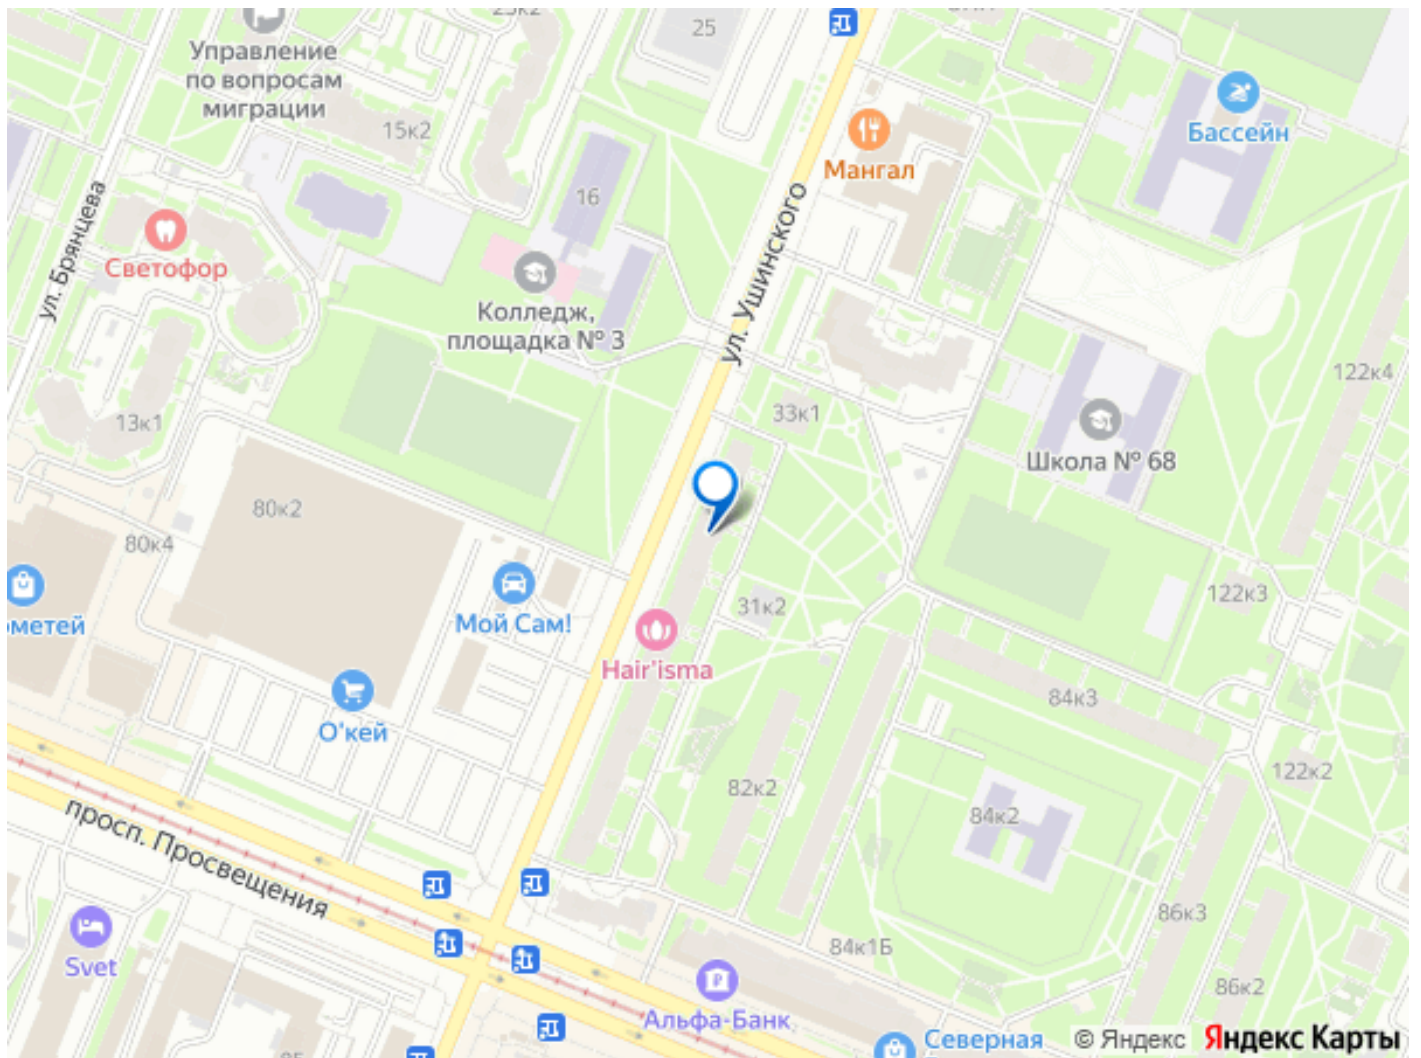 25
Управление
по вопросам
миграции
15к2
Мангал
Бассейн
16
ул. Брянцева
Светофор
ул. Ушинского
Колледж,
площадка № 3
122к4
13к1
33к1
Школа № 68
80к2
80к4
Мой Сам!
31к2
122к3
ометей
Hair'isma
84к3
О'кей
82к2
122к2
84к2
просп. Просвещения
86к3
84к1Б
Svet
86к2
Альфа-Банк
Северная
© Яндекс
Яндекс Карты